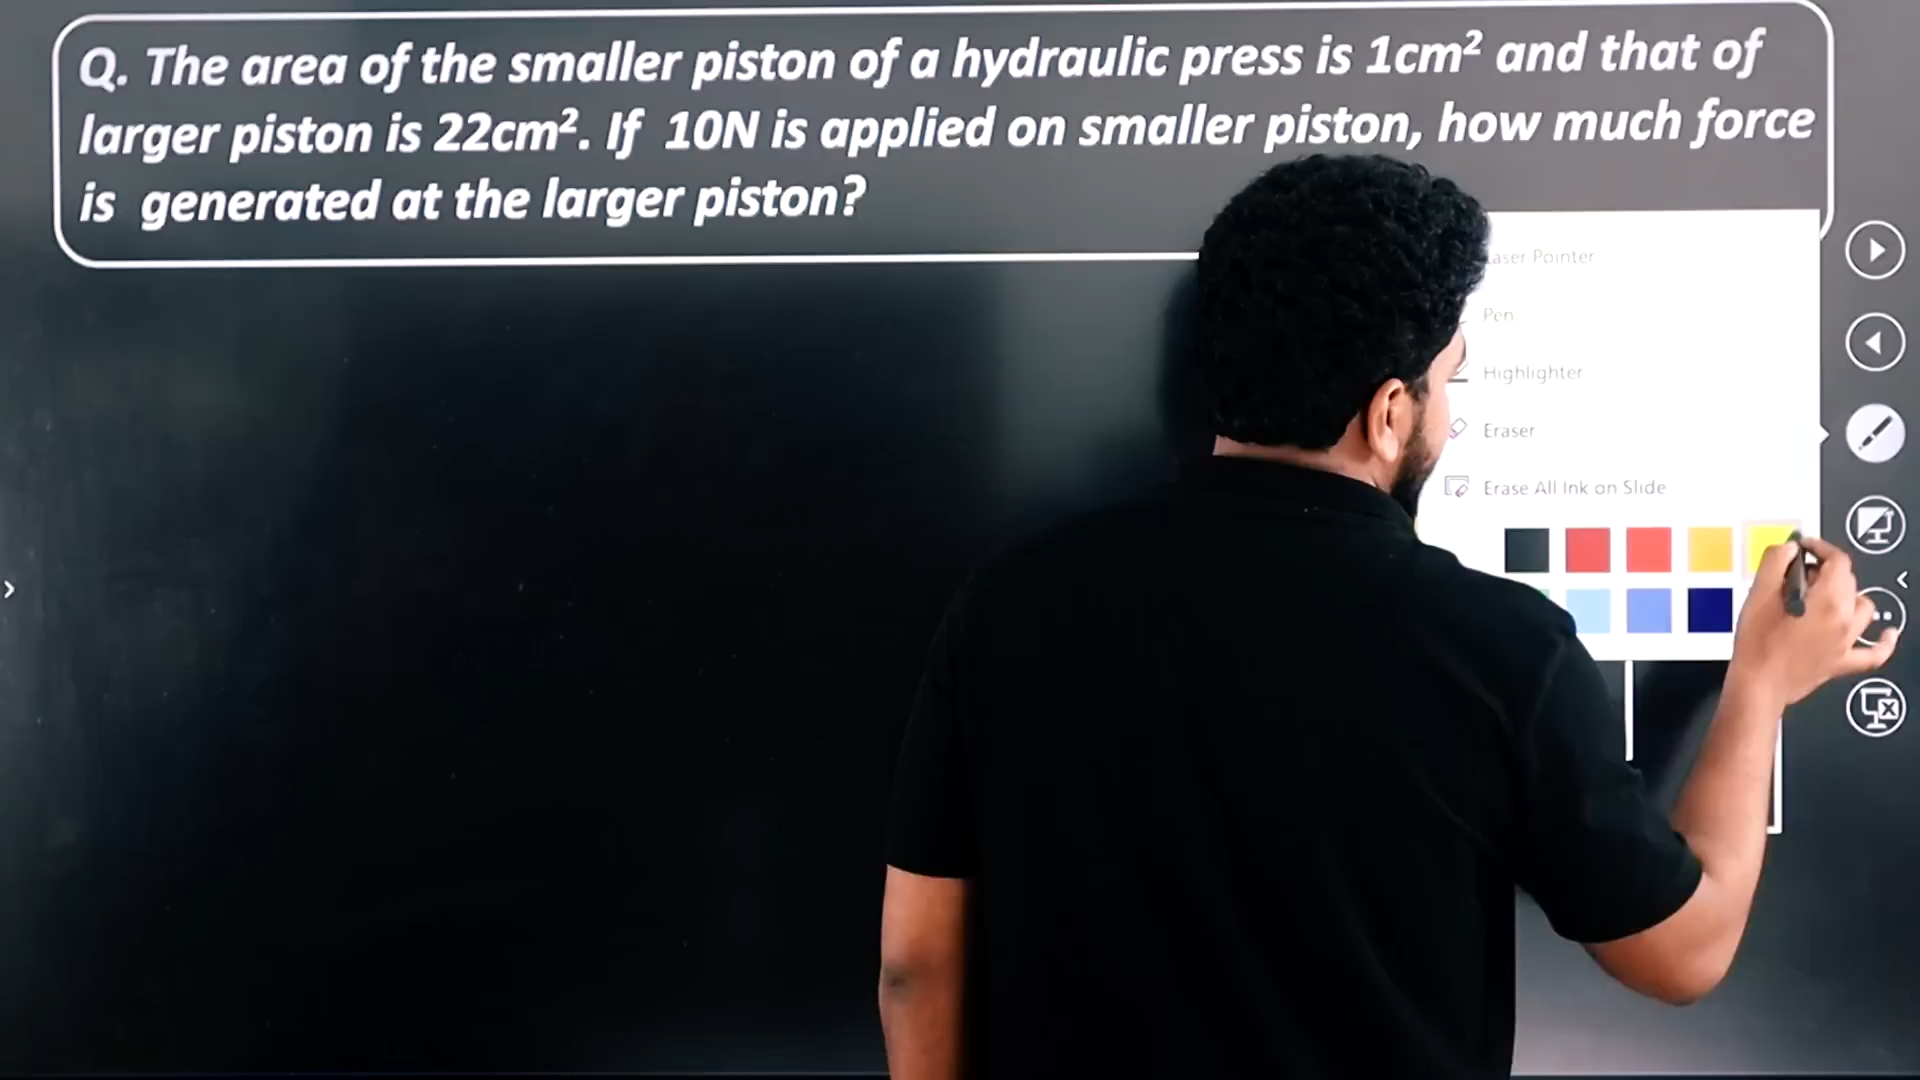 Q. The area of the smaller piston of a hydraulic press is 1cm² and that of
larger piston is 22cm². If 10N is applied on smaller piston, how much force
is generated at the larger piston?
Laser Pointer
Pen
Highlighter
Eraser
Erase All Ink on Slide